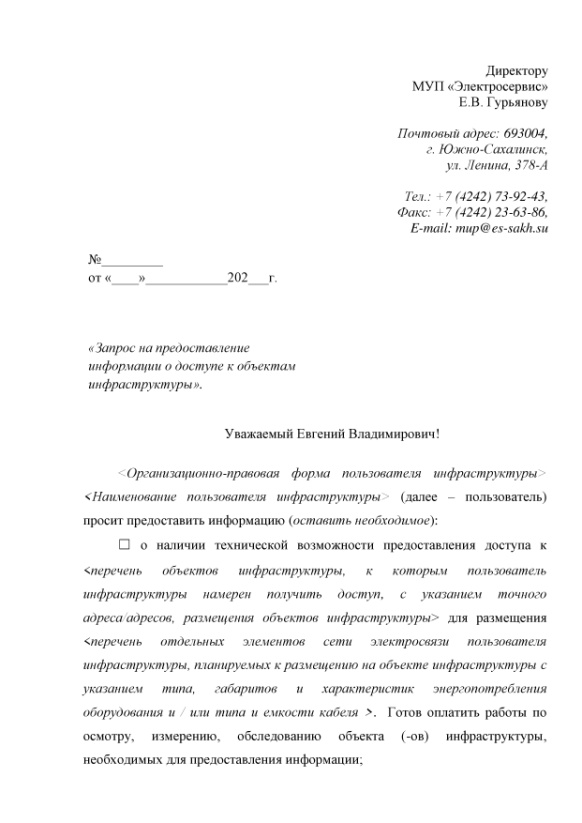 Директору
МУП «Электросервис»
Е.В. Гурьянову
Почтовый адрес: 693004,
г. Южно-Сахалинск,
ул. Ленина, 378-А
Тел.: +7 (4242) 73-92-43,
Факс: +7 (4242) 23-63-86,
E-mail: mup@es-sakh.su
№_________
от «____»____________202___г.
«Запрос на предоставление
информации о доступе к объектам
инфраструктуры».
Уважаемый Евгений Владимирович!
<Организационно-правовая форма пользователя инфраструктуры>
<Наименование пользователя инфраструктуры> (далее – пользователь)
просит предоставить информацию (оставить необходимое):
☐ о наличии технической возможности предоставления доступа к
<перечень объектов инфраструктуры, к которым пользователь
инфраструктуры намерен получить доступ, с указанием точного
адреса/адресов, размещения объектов инфраструктуры> для размещения
<перечень отдельных элементов сети электросвязи пользователя
инфраструктуры, планируемых к размещению на объекте инфраструктуры с
указанием типа, габаритов и характеристик энергопотребления
оборудования и / или типа и емкости кабеля >. Готов оплатить работы по
осмотру, измерению, обследованию объекта (-ов) инфраструктуры,
необходимых для предоставления информации;